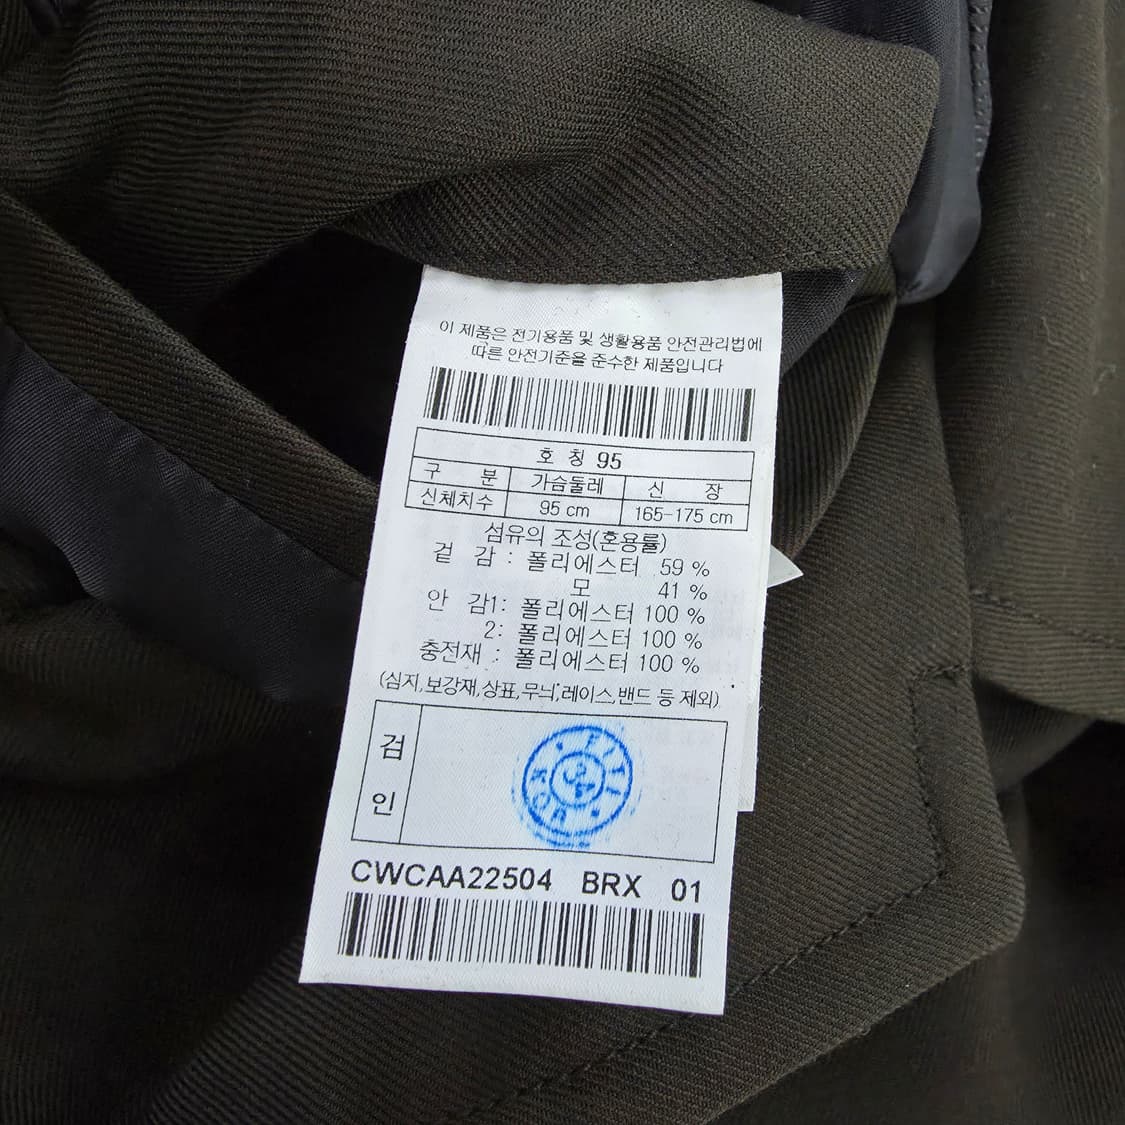 이 제품은 전기용품 및 생활용품 안전관리법에
따른 안전기준을 준수한 제품입니다
호 칭 95
구 분 가슴둘레 신 장
신체치수 95 cm 165-175 cm
섬유의 조성(혼용률)
겉 감 : 폴리에스터 59 %
모 41 %
안 감1: 폴리에스터 100 %
2: 폴리에스터 100 %
충전재 : 폴리에스터 100 %
(심지,보강재,상표,무늬,레이스,밴드 등 제외)
검
인
34
CWCAA22504 BRX 01